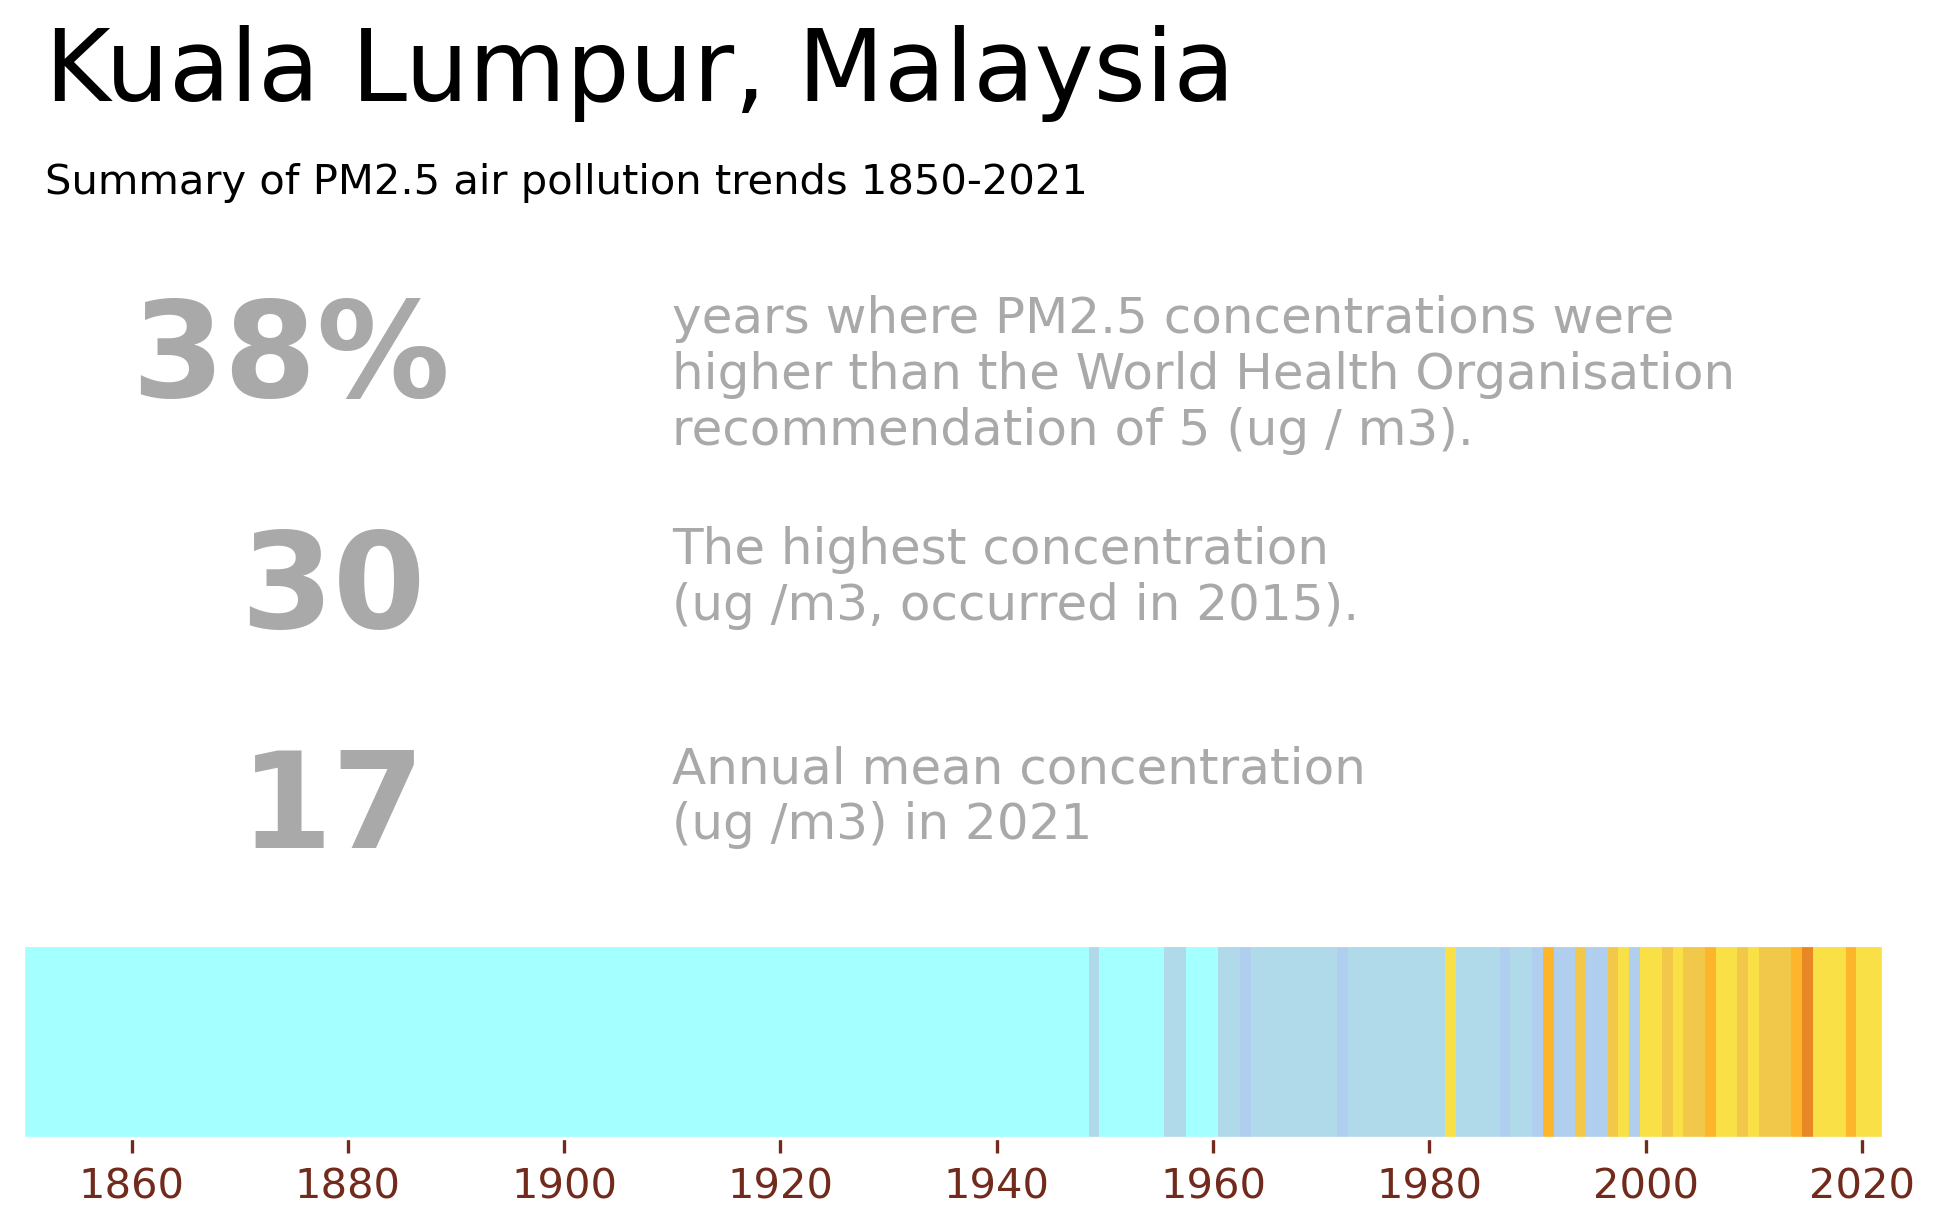 Kuala Lumpur, Malaysia
Summary of PM2.5 air pollution trends 1850-2021
38%
years where PM2.5 concentrations were
higher than the World Health Organisation
recommendation of 5 (ug / m3).
30
The highest concentration
(ug /m3, occurred in 2015).
17
Annual mean concentration
(ug /m3) in 2021
1860 1880 1900 1920 1940 1960 1980 2000 2020